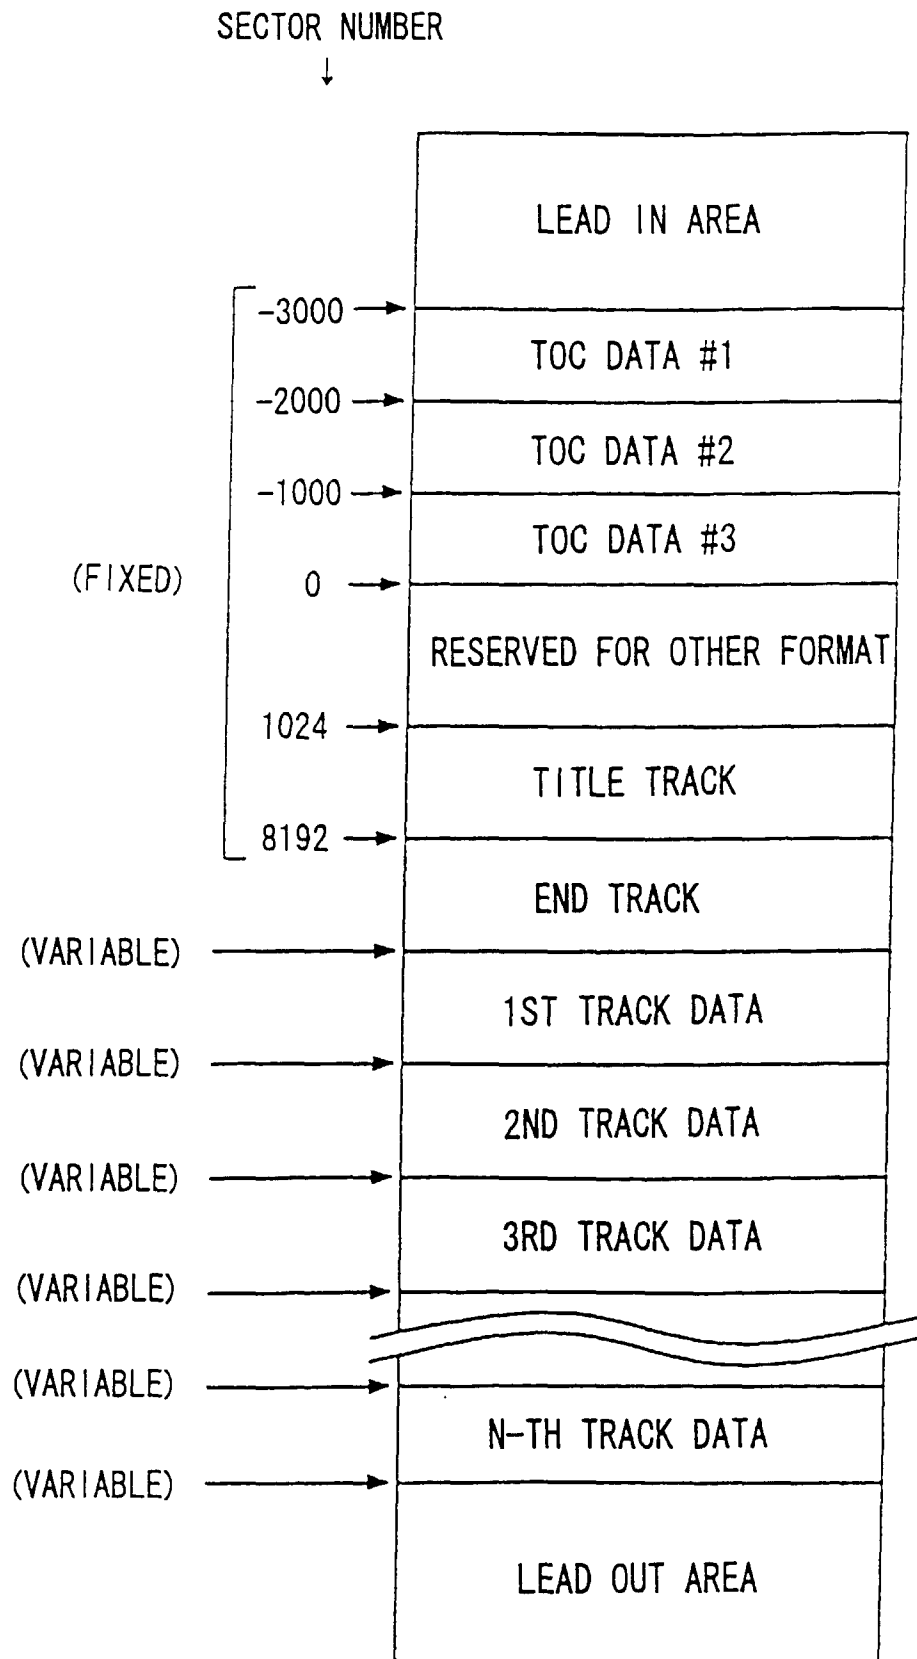 SECTOR NUMBER
LEAD IN AREA
-3000
TOC DATA #1
-2000
TOC DATA #2
-1000
TOC DATA #3
(FIXED)
0
RESERVED FOR OTHER FORMAT
1024
TITLE TRACK
8192
END TRACK
(VARIABLE)
1ST TRACK DATA
(VARIABLE)
2ND TRACK DATA
(VARIABLE)
3RD TRACK DATA
(VARIABLE)
(VARIABLE)
N-TH TRACK DATA
(VARIABLE)
LEAD OUT AREA